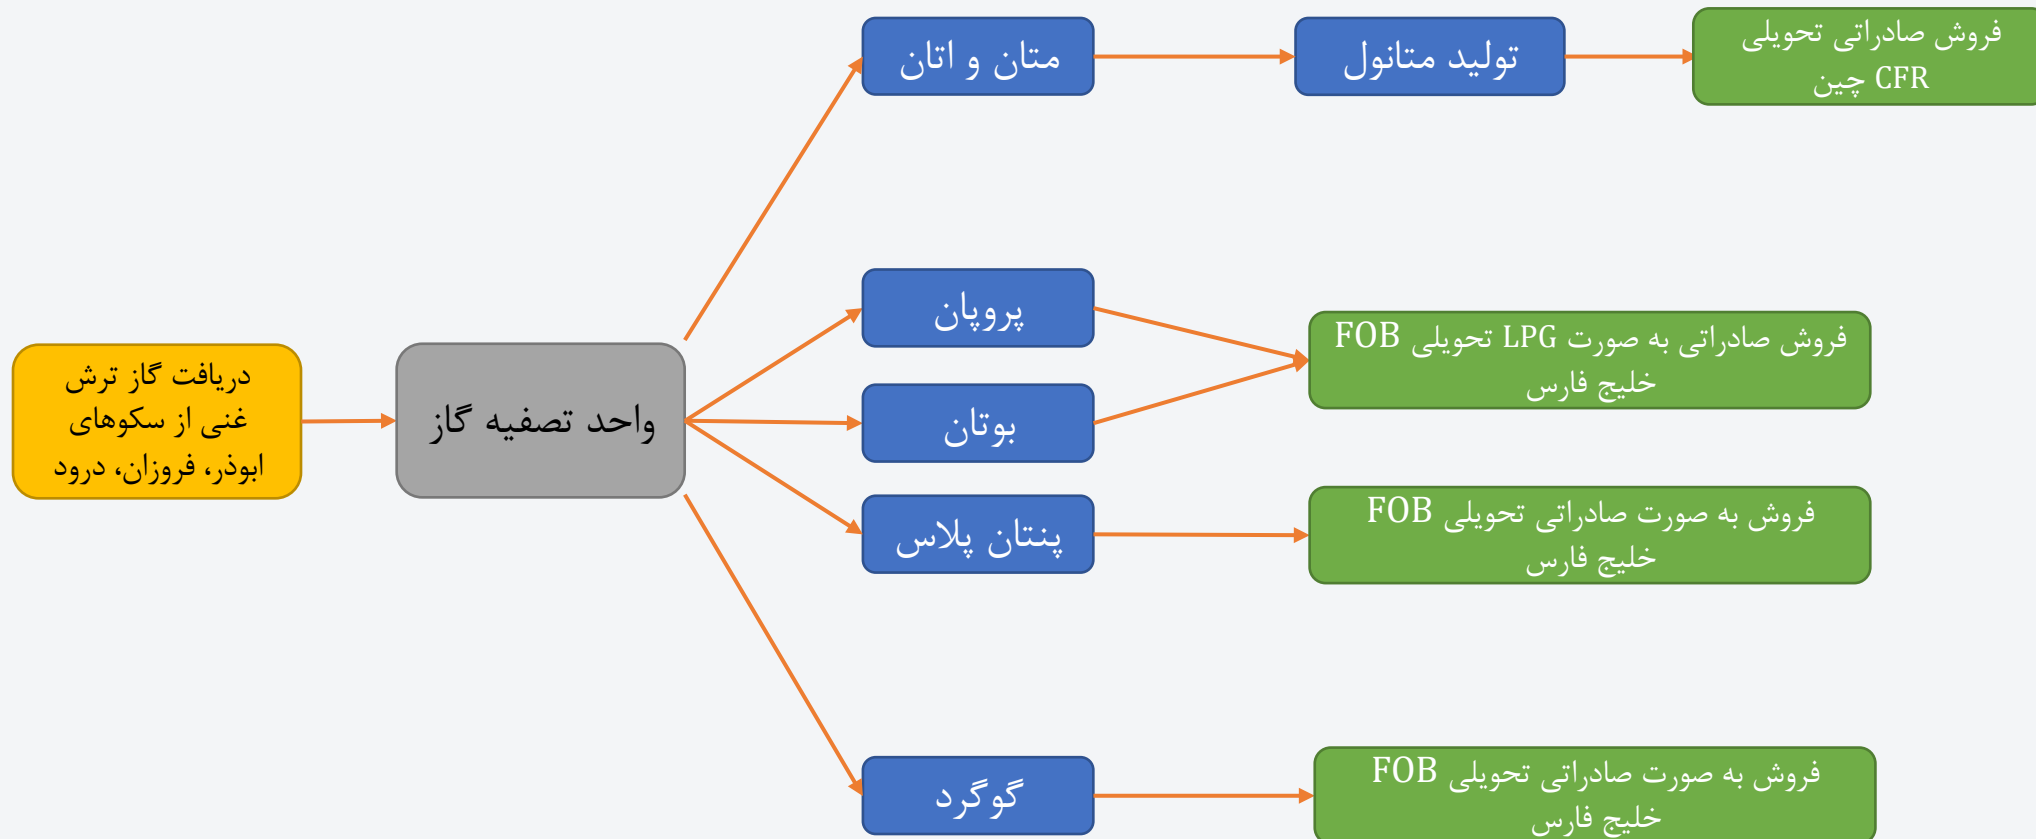 دریافت گاز ترش
غنی از سکوهای
ابوذر، فروزان، درود
واحد تصفیه گاز
متان و اتان
تولید متانول
فروش صادراتی تحویلی
CFR چین
پروپان
بوتان
فروش صادراتی به صورت LPG تحویلی FOB
خلیج فارس
پنتان پلاس
فروش به صورت صادراتی تحویلی FOB
خلیج فارس
گوگرد
فروش به صورت صادراتی تحویلی FOB
خلیج فارس